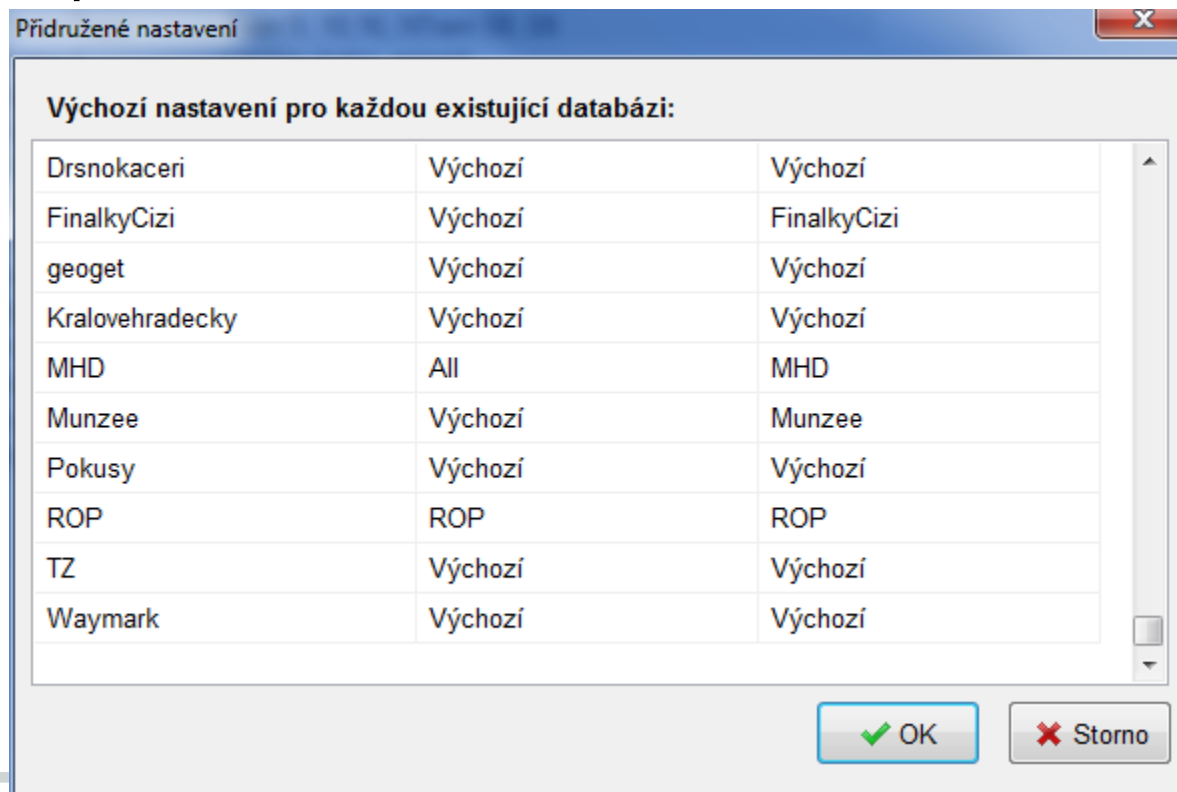 Přidružené nastavení
Výchozí nastavení pro každou existující databázi:
Drsnokaceri Výchozí Výchozí
FinalkyCizi Výchozí FinalkyCizi
geoget Výchozí Výchozí
Kralovehradecky Výchozí Výchozí
MHD All MHD
Munzee Výchozí Munzee
Pokusy Výchozí Výchozí
ROP ROP ROP
TZ Výchozí Výchozí
Waymark Výchozí Výchozí
OK Storno